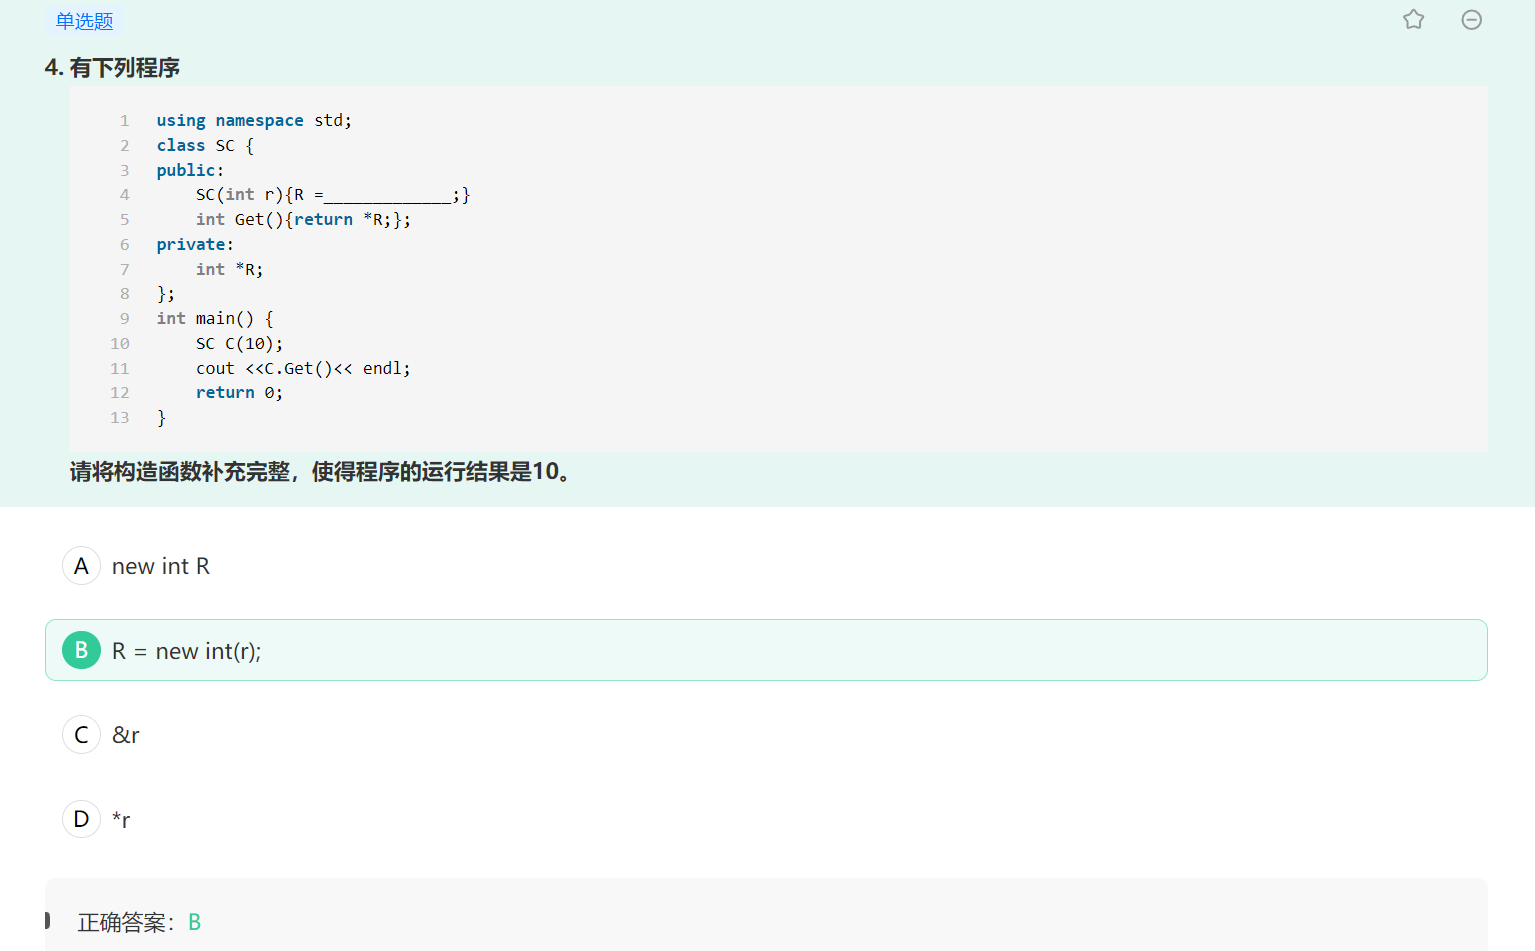 单选题
4. 有下列程序
1 using namespace std;
2 class SC {
3 public:
4 SC(int r){R =_____________;}
5 int Get(){return *R;};
6 private:
7 int *R;
8 };
9 int main() {
10 SC C(10);
11 cout <<C.Get()<< endl;
12 return 0;
13 }
请将构造函数补充完整，使得程序的运行结果是10。
A new int R
B R = new int(r);
C &r
D *r
正确答案：B